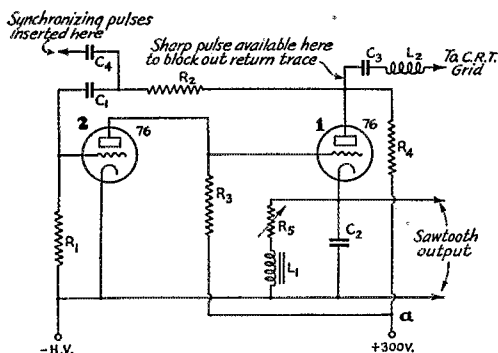 Synchronizing pulses
inserted here
C4
C1
R2
Sharp pulse available here
to block out return trace
C3
L2
To C.R.T.
Grid
2
76
1
76
R4
R3
R1
R5
C2
L1
Sawtooth
output
a
-H.V.
+300V.